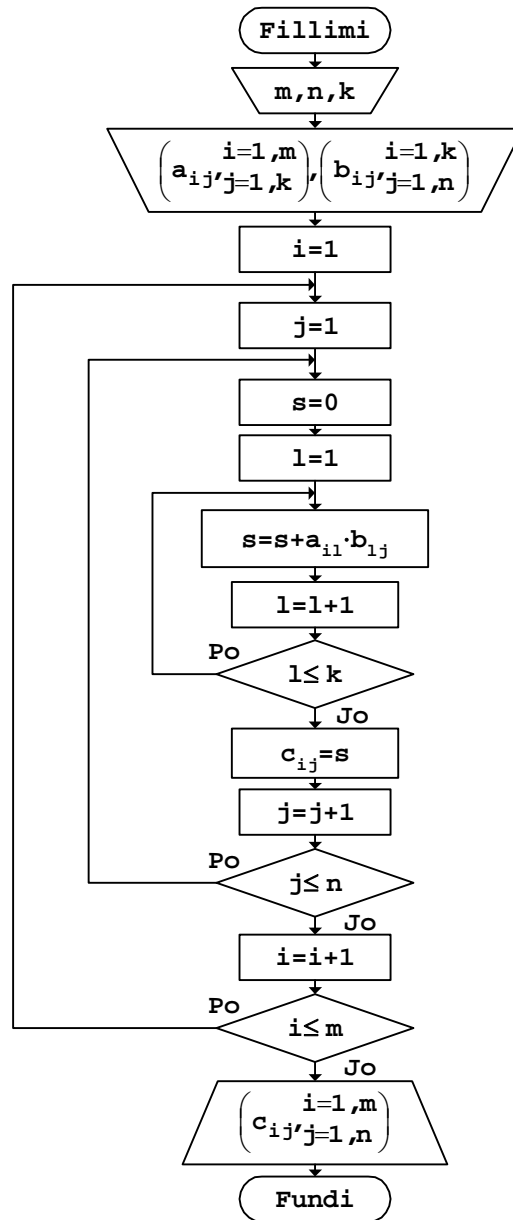 Fillimi
m,n,k
(a_ij, i=1,m j=1,k), (b_ij, i=1,k j=1,n)
i=1
j=1
s=0
l=1
s=s+a_il·b_lj
l=l+1
Po
l≤k
Jo
c_ij=s
j=j+1
Po
j≤n
Jo
i=i+1
Po
i≤m
Jo
(c_ij, i=1,m j=1,n)
Fundi